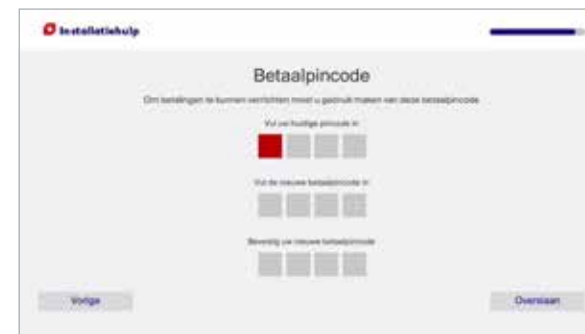 Installatiehulp
Betaalpincode
Om betalingen te kunnen verrichten moet u gebruik maken van deze betaalpincode.
Vul uw huidige pincode in
Vul de nieuwe betaalpincode in
Bevestig uw nieuwe betaalpincode
Vorige
Overslaan